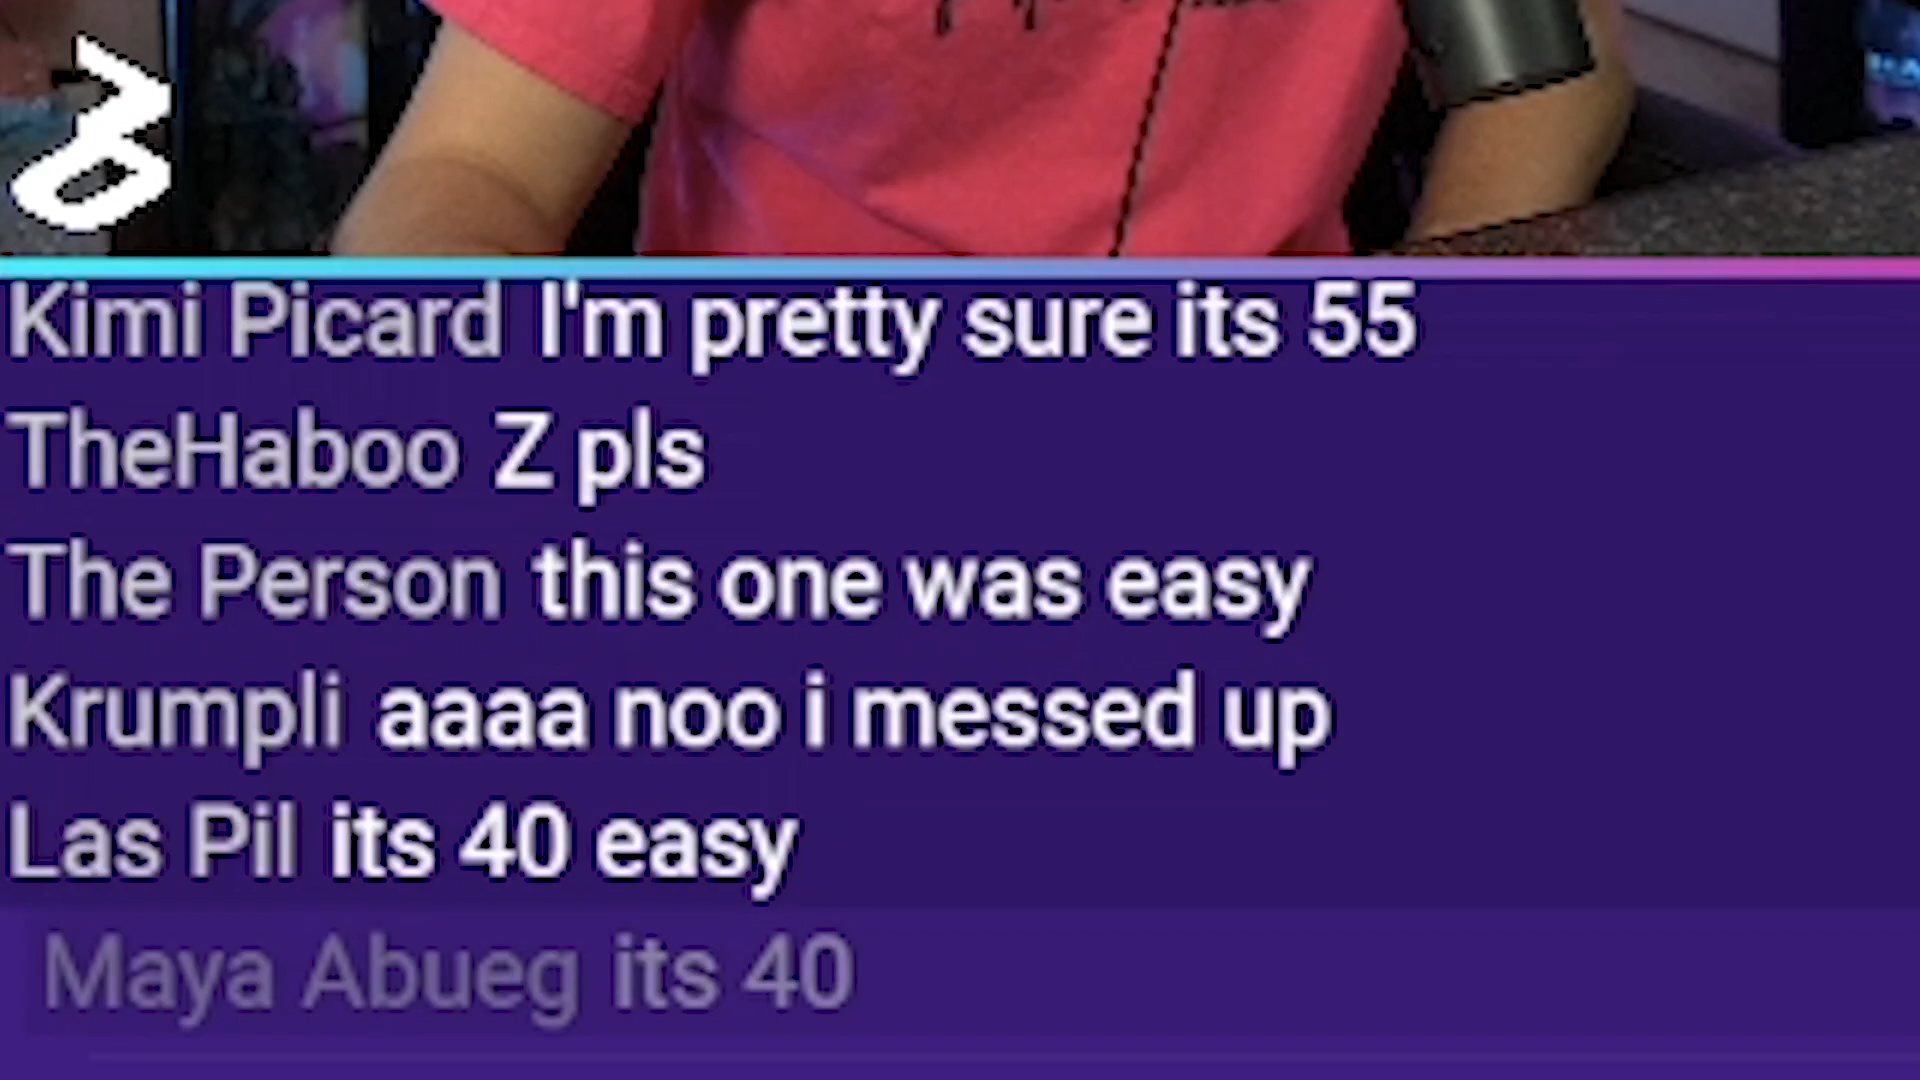 Kimi Picard I'm pretty sure its 55
TheHaboo Z pls
The Person this one was easy
Krumpli aaaa noo i messed up
Las Pil its 40 easy
Maya Abueg its 40